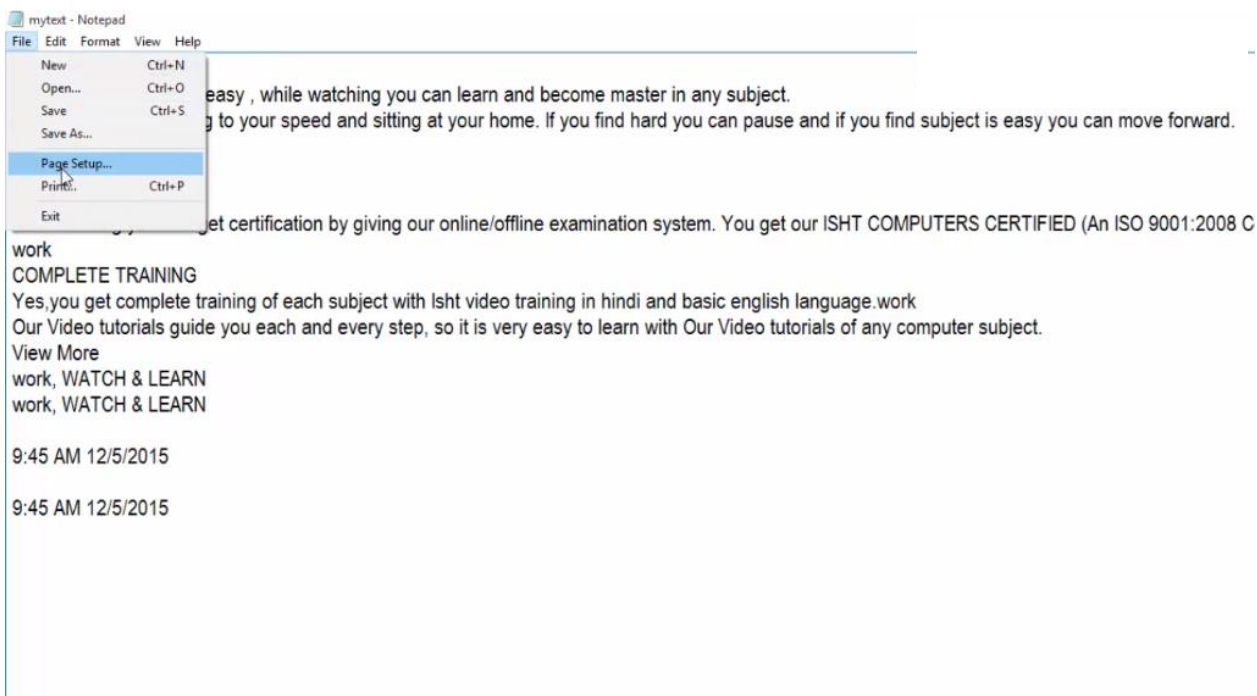 mytext - Notepad
File Edit Format View Help
New Ctrl+N
Open... Ctrl+O
Save Ctrl+S
Save As...
Page Setup...
Print... Ctrl+P
Exit
easy , while watching you can learn and become master in any subject.
to your speed and sitting at your home. If you find hard you can pause and if you find subject is easy you can move forward.
certification by giving our online/offline examination system. You get our ISHT COMPUTERS CERTIFIED (An ISO 9001:2008
work
COMPLETE TRAINING
Yes,you get complete training of each subject with Isht video training in hindi and basic english language.work
Our Video tutorials guide you each and every step, so it is very easy to learn with Our Video tutorials of any computer subject.
View More
work, WATCH & LEARN
work, WATCH & LEARN
9:45 AM 12/5/2015
9:45 AM 12/5/2015